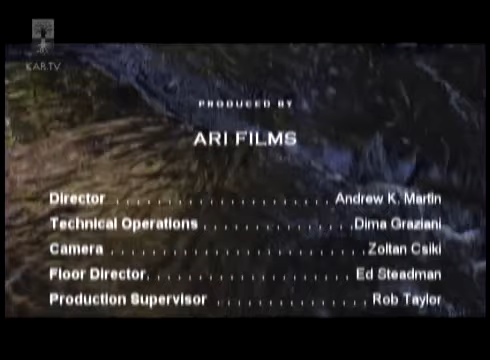 KAB.TV
PRODUCED BY
ARI FILMS
Director . . . . . . . . . . . . . . . . . . . . . Andrew K. Martin
Technical Operations . . . . . . . . . . . . Dima Graziani
Camera . . . . . . . . . . . . . . . . . . . . . . . . Zoltan Csiki
Floor Director. . . . . . . . . . . . . . . . . . . Ed Steadman
Production Supervisor . . . . . . . . . . . . Rob Taylor